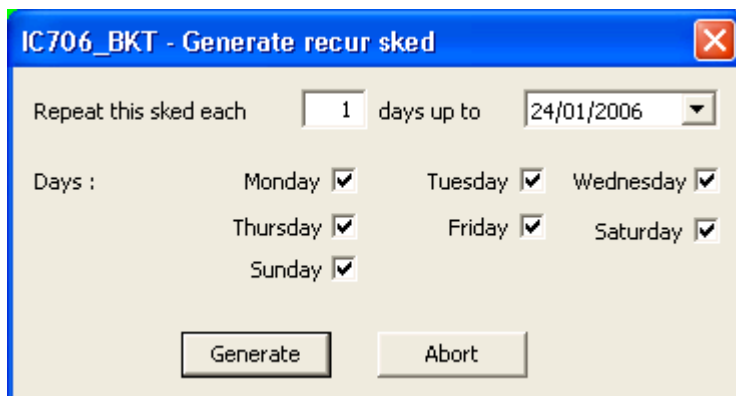 IC706_BKT - Generate recur sked
Repeat this sked each 1 days up to 24/01/2006
Days : Monday Tuesday Wednesday
Thursday Friday Saturday
Sunday
Generate Abort